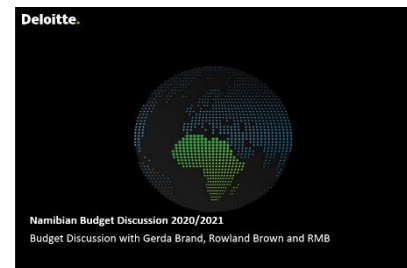 Deloitte.
Namibian Budget Discussion 2020/2021
Budget Discussion with Gerda Brand, Rowland Brown and RMB